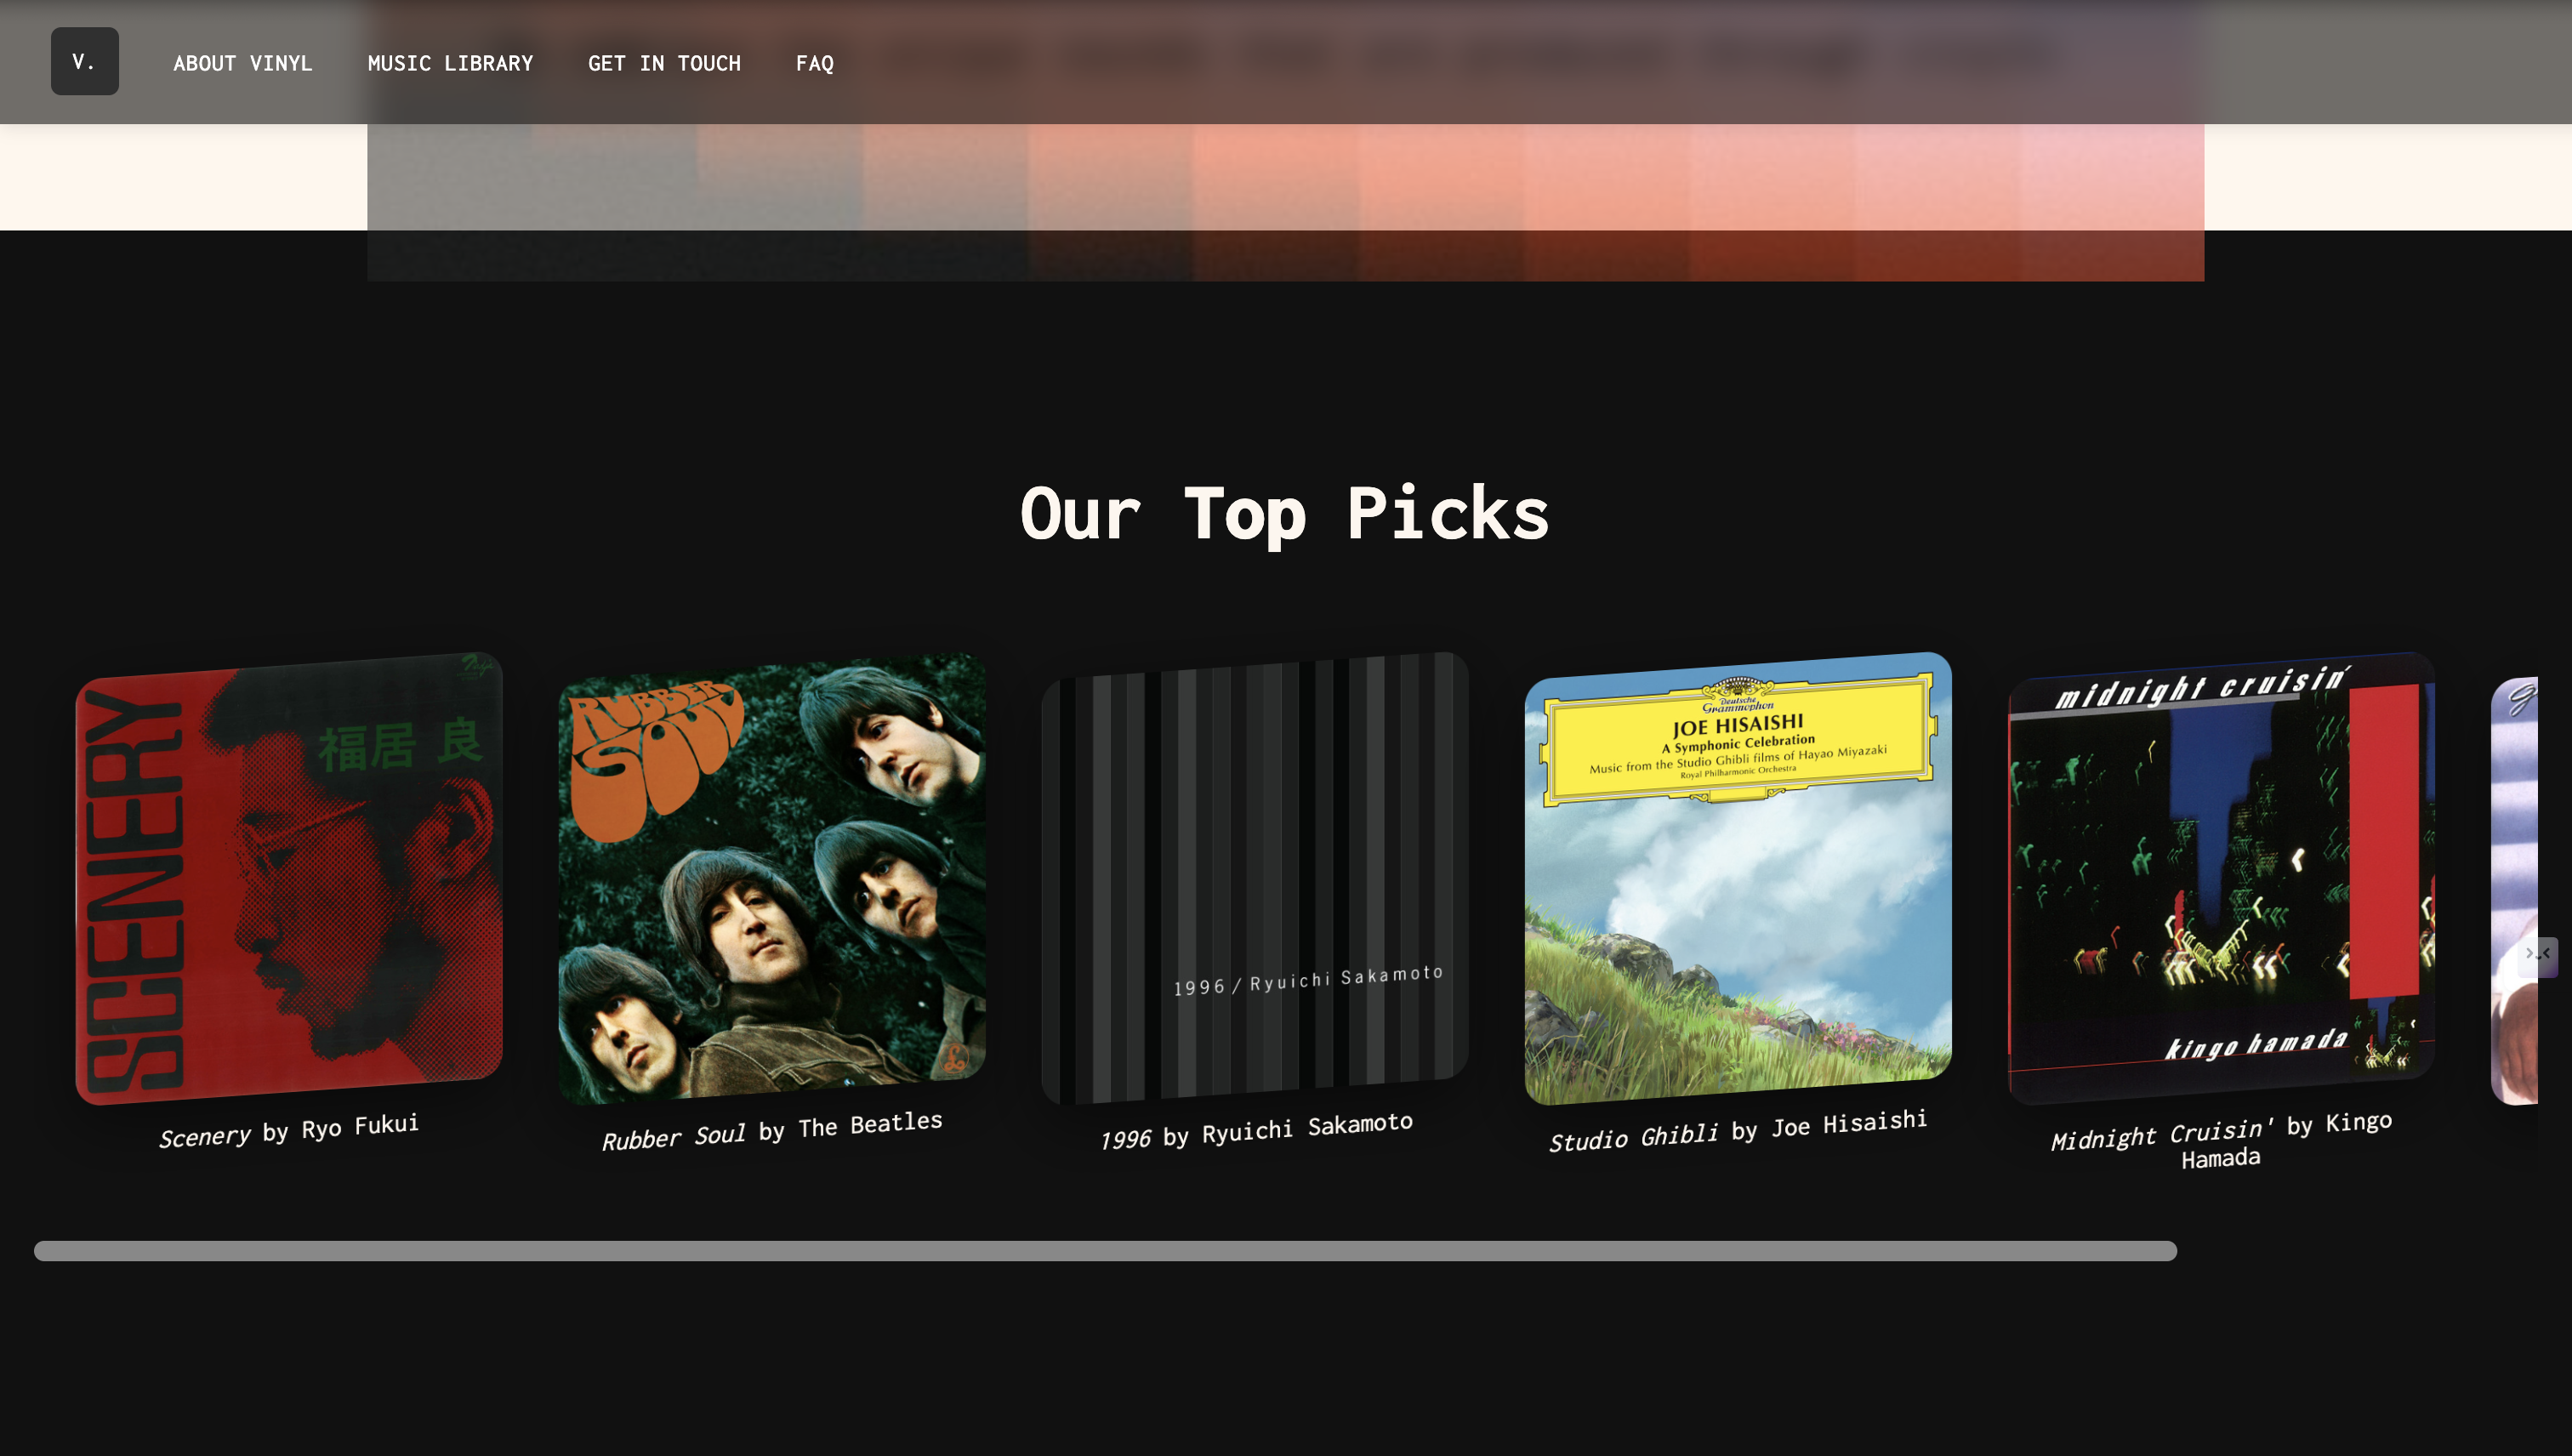 V.
ABOUT VINYL
MUSIC LIBRARY
GET IN TOUCH
FAQ
Our Top Picks
SCENERY
福居 良
RUBBER
SOUL
1996 / Ryuichi Sakamoto
Deutsche
Grammophon
JOE HISAISHI
A Symphonic Celebration
Music from the Studio Ghibli films of Hayao Miyazaki
Royal Philharmonic Orchestra
midnight cruisin'
kingo hamada
Scenery by Ryo Fukui
Rubber Soul by The Beatles
1996 by Ryuichi Sakamoto
Studio Ghibli by Joe Hisaishi
Midnight Cruisin' by Kingo
Hamada